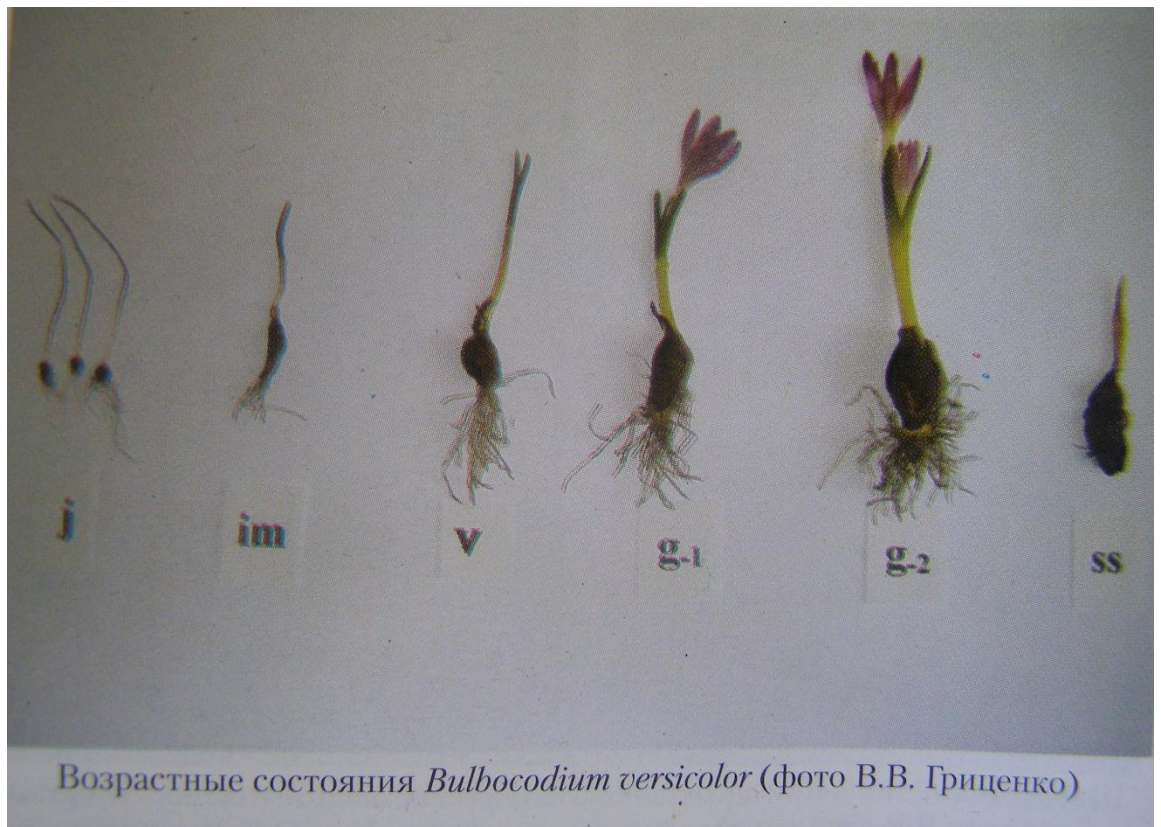 j im v g-1 g-2 ss
Возрастные состояния Bulbocodium versicolor (фото В.В. Гриценко)